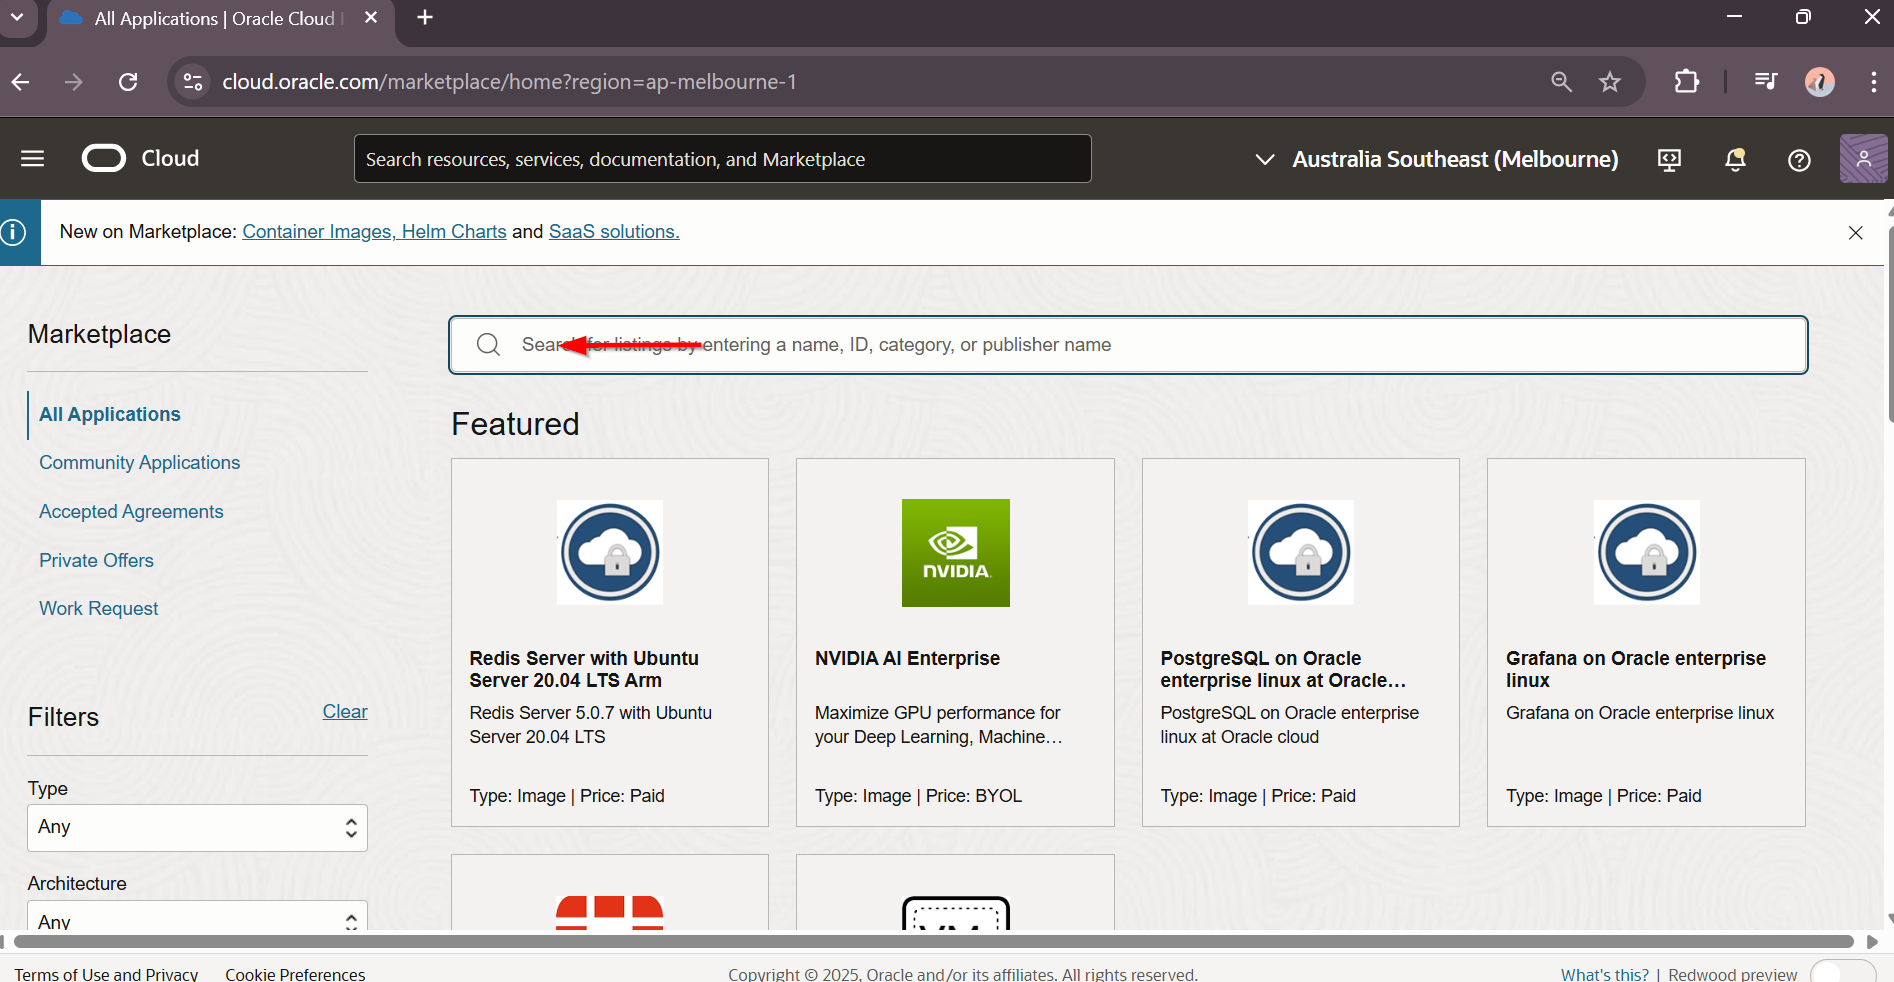 All Applications | Oracle Cloud
cloud.oracle.com/marketplace/home?region=ap-melbourne-1
Cloud
Search resources, services, documentation, and Marketplace
Australia Southeast (Melbourne)
New on Marketplace: Container Images, Helm Charts and SaaS solutions.
Marketplace
Search for listings by entering a name, ID, category, or publisher name
All Applications
Community Applications
Accepted Agreements
Private Offers
Work Request
Filters
Clear
Type
Any
Architecture
Any
Featured
Redis Server with Ubuntu
Server 20.04 LTS Arm
Redis Server 5.0.7 with Ubuntu
Server 20.04 LTS
Type: Image | Price: Paid
NVIDIA.
NVIDIA AI Enterprise
Maximize GPU performance for
your Deep Learning, Machine…
Type: Image | Price: BYOL
PostgreSQL on Oracle
enterprise linux at Oracle…
PostgreSQL on Oracle enterprise
linux at Oracle cloud
Type: Image | Price: Paid
Grafana on Oracle enterprise
linux
Grafana on Oracle enterprise linux
Type: Image | Price: Paid
Terms of Use and Privacy
Cookie Preferences
Copyright © 2025, Oracle and/or its affiliates. All rights reserved.
What's this? | Redwood preview